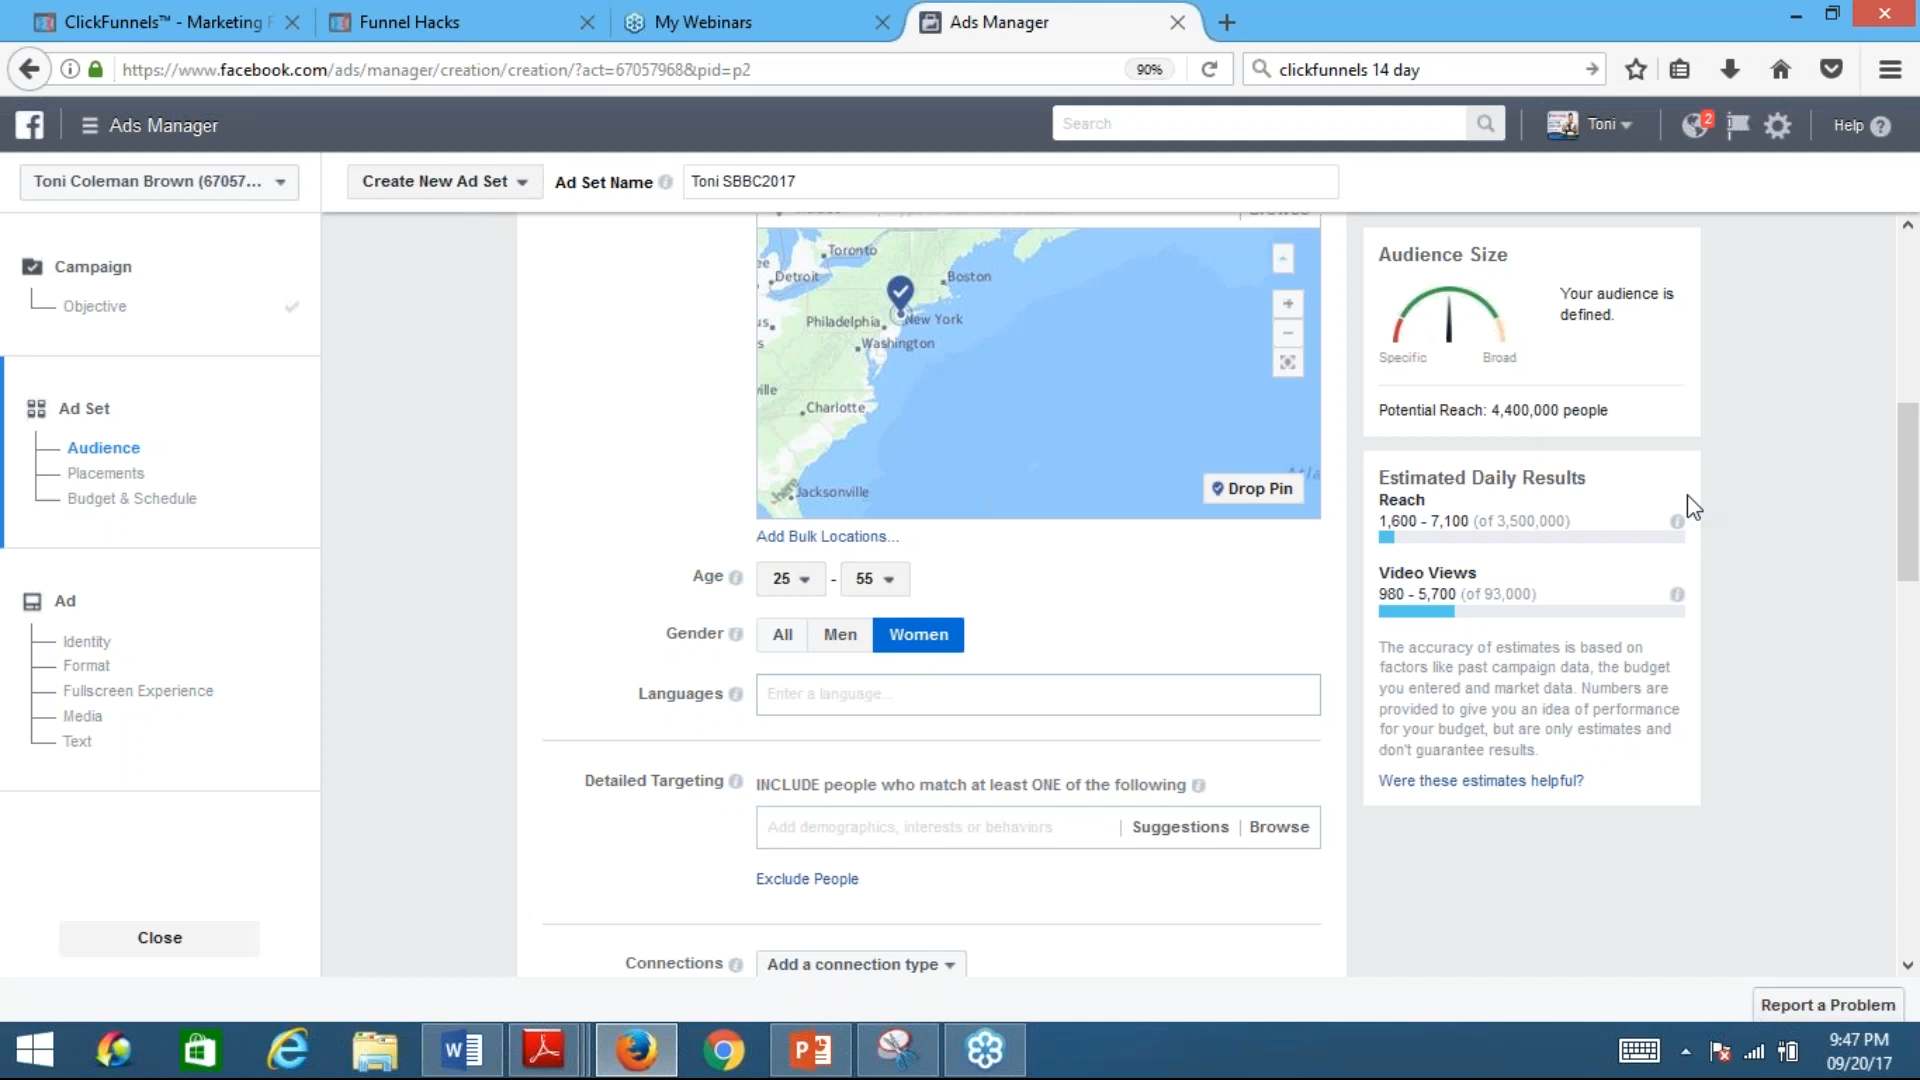 ClickFunnels™ - Marketing F
Funnel Hacks
My Webinars
Ads Manager
https://www.facebook.com/ads/manager/creation/creation/?act=67057968&pid=p2
90%
clickfunnels 14 day
Ads Manager
Search
Toni
2
Help
Toni Coleman Brown (67057...
Create New Ad Set
Ad Set Name
Toni SBBC2017
Campaign
Objective
Ad Set
Audience
Placements
Budget & Schedule
Ad
Identity
Format
Fullscreen Experience
Media
Text
Close
Browse
Toronto
Detroit
Boston
Philadelphia
New York
Washington
ville
Charlotte
Jacksonville
Drop Pin
Add Bulk Locations...
Age
25
-
55
Gender
All
Men
Women
Languages
Enter a language...
Detailed Targeting
INCLUDE people who match at least ONE of the following
Add demographics, interests or behaviors
Suggestions
Browse
Exclude People
Connections
Add a connection type
Audience Size
Your audience is
defined.
Specific
Broad
Potential Reach: 4,400,000 people
Estimated Daily Results
Reach
1,600 - 7,100 (of 3,500,000)
Video Views
980 - 5,700 (of 93,000)
The accuracy of estimates is based on
factors like past campaign data, the budget
you entered and market data. Numbers are
provided to give you an idea of performance
for your budget, but are only estimates and
don't guarantee results.
Were these estimates helpful?
Report a Problem
9:47 PM
09/20/17